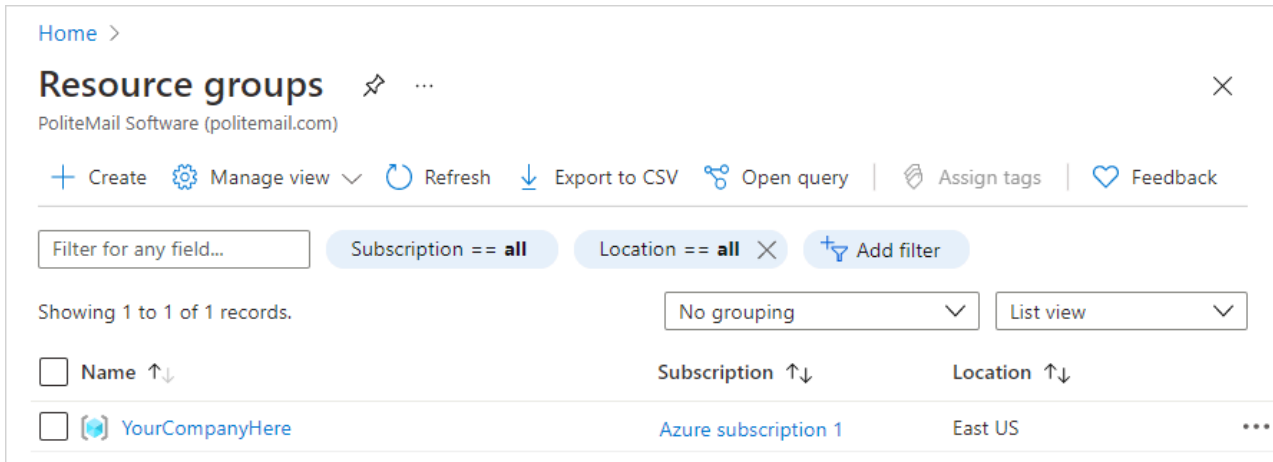 Home >
Resource groups ...
PoliteMail Software (politemail.com)
Create Manage view Refresh Export to CSV Open query Assign tags Feedback
Filter for any field... Subscription == all Location == all Add filter
Showing 1 to 1 of 1 records. No grouping List view
Name ↑↓ Subscription ↑↓ Location ↑↓
YourCompanyHere Azure subscription 1 East US ...